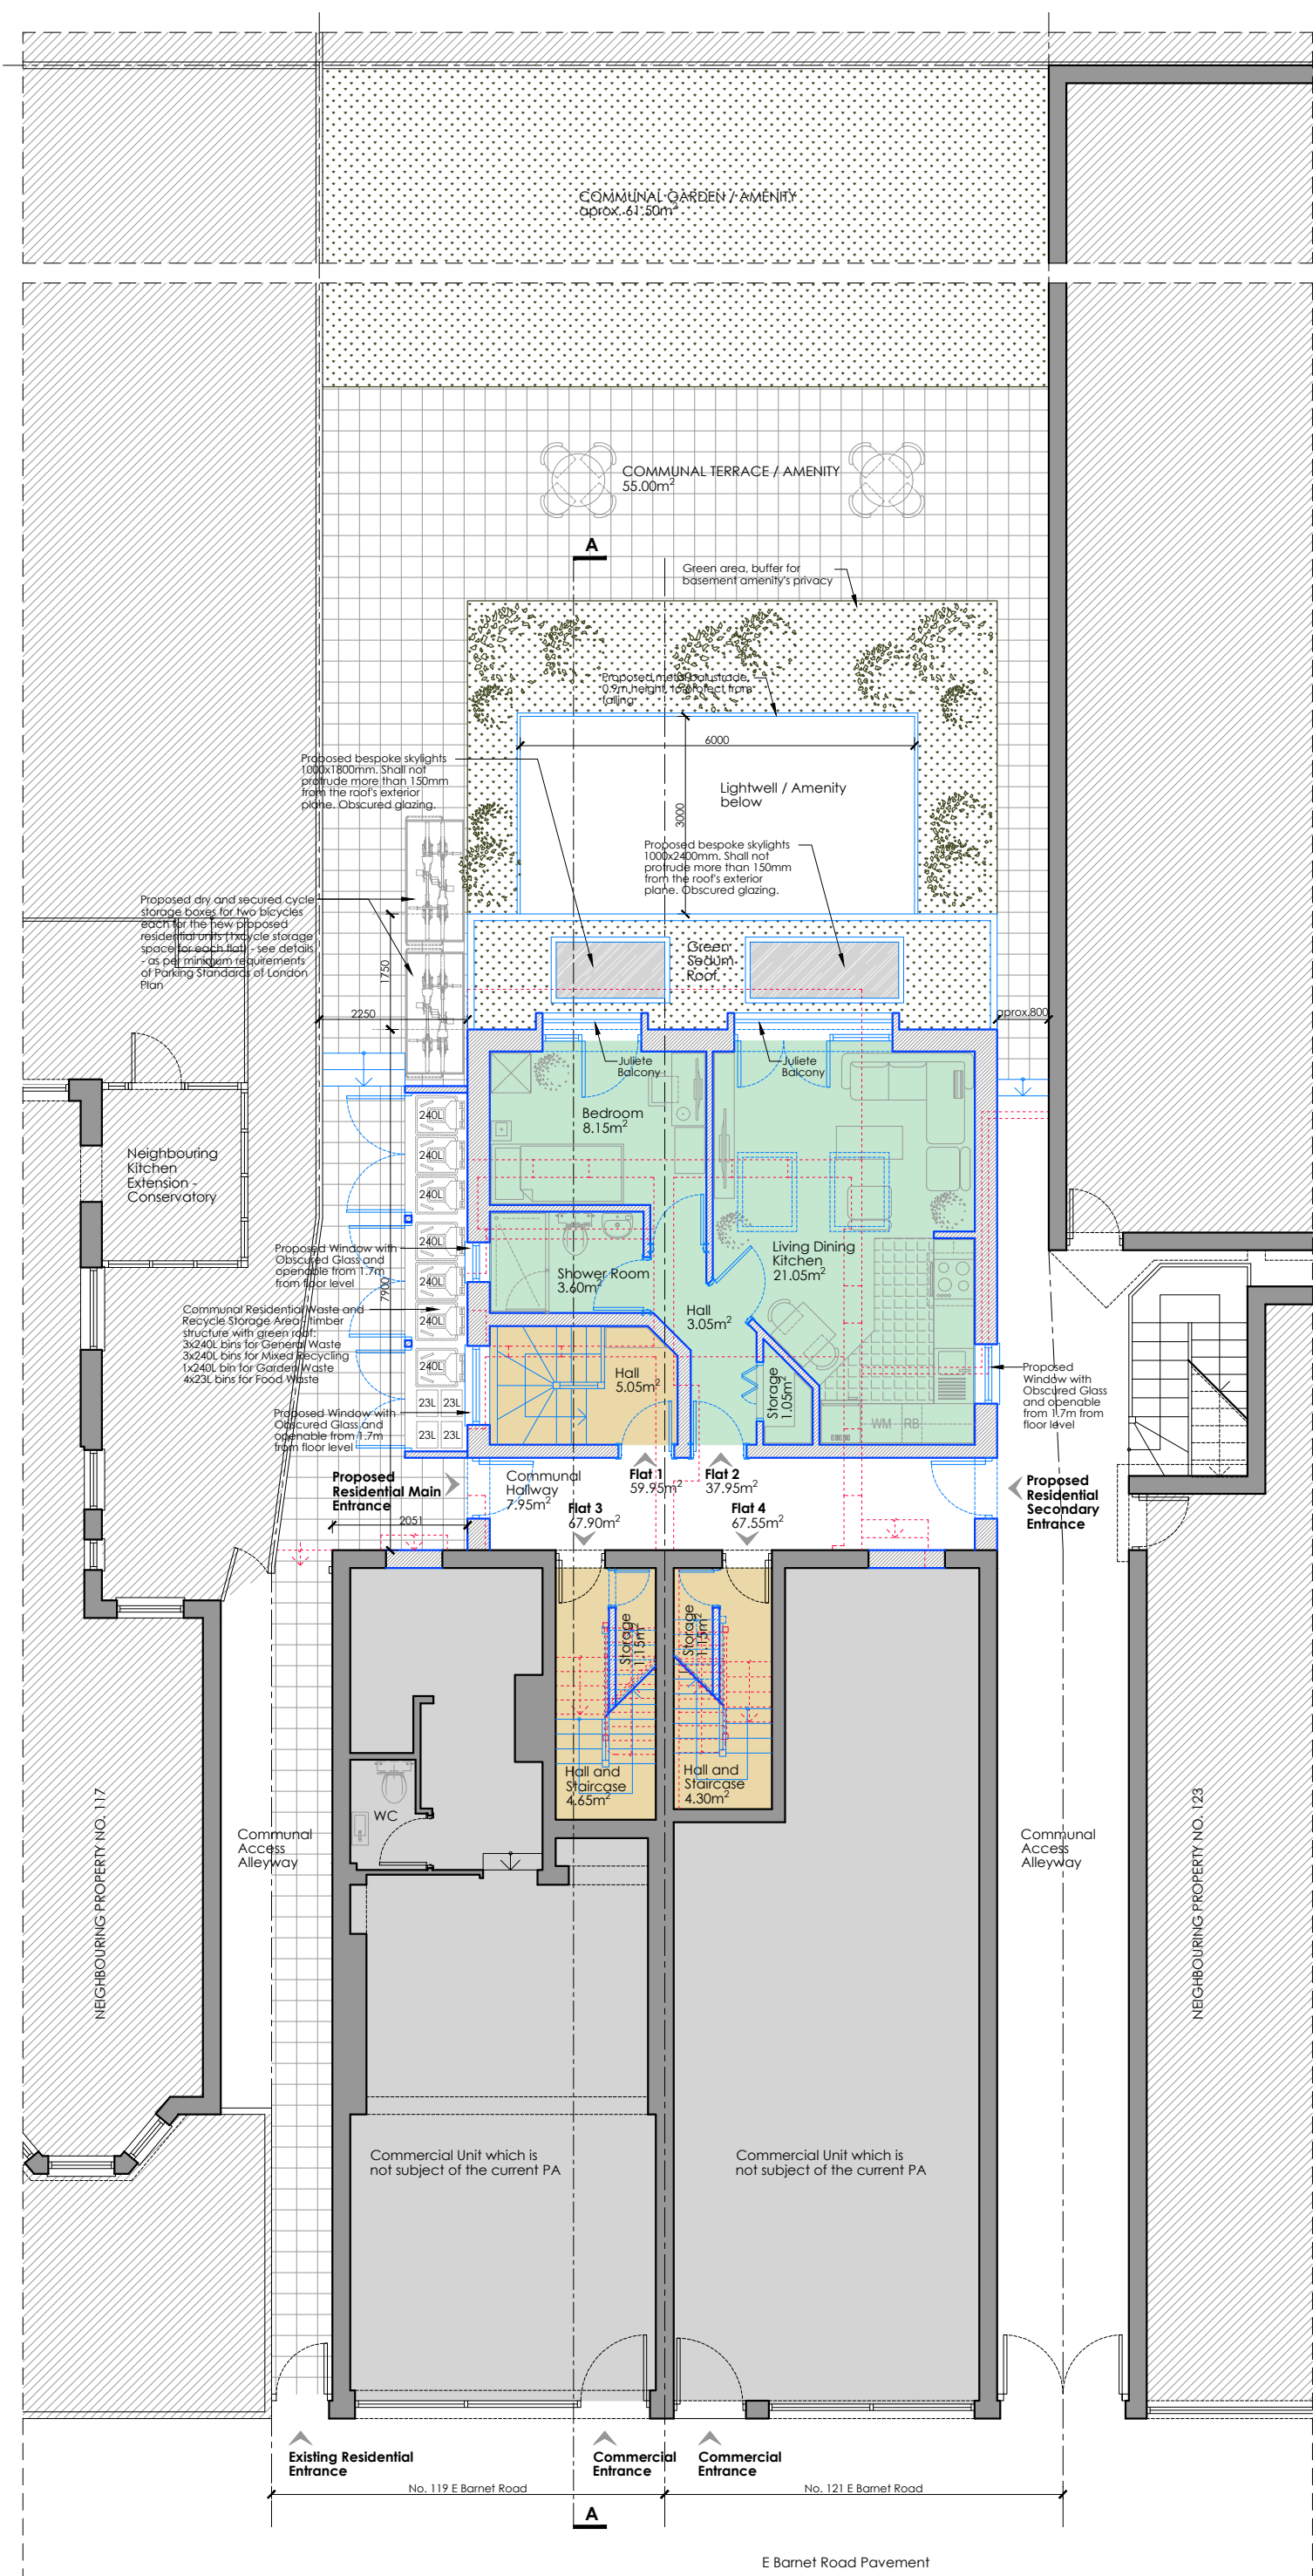 COMMUNAL GARDEN / AMENITY
aprox. 61.50m²
COMMUNAL TERRACE / AMENITY
55.00m²
A
Green area, buffer for
basement amenity's privacy
Proposed metal balustrade,
0.9m height, to protect from
falling
6000
3000
Lightwell / Amenity
below
Proposed bespoke skylights
1000x1800mm. Shall not
protrude more than 150mm
from the roof's exterior
plane. Obscured glazing.
Proposed bespoke skylights
1000x2400mm. Shall not
protrude more than 150mm
from the roof's exterior
plane. Obscured glazing.
Proposed dry and secured cycle
storage boxes for two bicycles
each for the new proposed
residential units (1xcycle storage
space for each flat) - see details
- as per minimum requirements
of Parking Standards of London
Plan
Green
Sedum
Roof
1750
2250
aprox.800
Juliete
Balcony
Juliete
Balcony
Bedroom
8.15m²
240L
240L
240L
240L
240L
240L
240L
23L 23L
23L 23L
Neighbouring
Kitchen
Extension -
Conservatory
Proposed Window with
Obscured Glass and
openable from 1.7m
from floor level
7900
Shower Room
3.60m²
Living Dining
Kitchen
21.05m²
Hall
3.05m²
Communal Residential Waste and
Recycle Storage Area - timber
structure with green roof:
3x240L bins for General Waste
3x240L bins for Mixed Recycling
1x240L bin for Garden Waste
4x23L bins for Food Waste
Hall
5.05m²
Storage
1.05m²
WM
RB
Proposed
Window with
Obscured Glass
and openable
from 1.7m from
floor level
Proposed Window with
Obscured Glass and
openable from 1.7m
from floor level
Proposed
Residential Main
Entrance
Communal
Hallway
7.95m²
Flat 1
59.95m²
Flat 2
37.95m²
Flat 3
67.90m²
Flat 4
67.55m²
Proposed
Residential
Secondary
Entrance
2051
Storage
1.15m²
Storage
1.15m²
Hall and
Staircase
4.65m²
Hall and
Staircase
4.30m²
WC
NEIGHBOURING PROPERTY NO. 117
Communal
Access
Alleyway
Communal
Access
Alleyway
NEIGHBOURING PROPERTY NO. 123
Commercial Unit which is
not subject of the current PA
Commercial Unit which is
not subject of the current PA
Existing Residential
Entrance
Commercial
Entrance
Commercial
Entrance
No. 119 E Barnet Road
No. 121 E Barnet Road
A
E Barnet Road Pavement